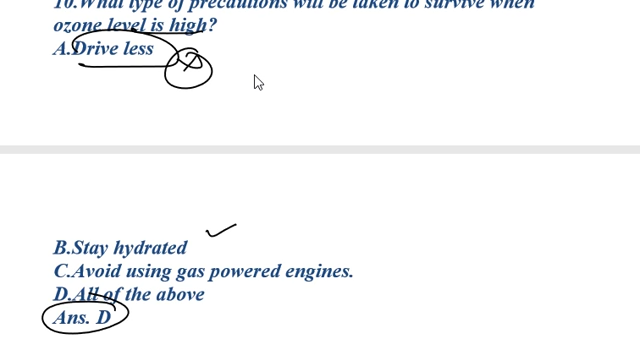 10.What type of precautions will be taken to survive when
ozone level is high?
A.Drive less
B.Stay hydrated
C.Avoid using gas powered engines.
D.All of the above
Ans. D